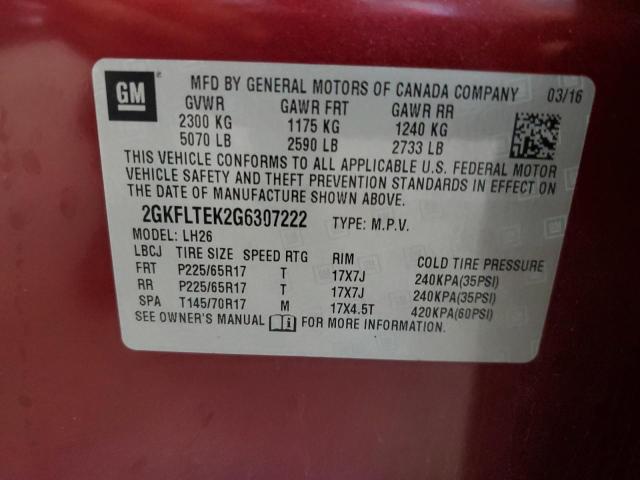 GM
MFD BY GENERAL MOTORS OF CANADA COMPANY 03/16
GVWR GAWR FRT GAWR RR
2300 KG 1175 KG 1240 KG
5070 LB 2590 LB 2733 LB
THIS VEHICLE CONFORMS TO ALL APPLICABLE U.S. FEDERAL MOTOR
VEHICLE SAFETY AND THEFT PREVENTION STANDARDS IN EFFECT ON
THE DATE OF MANUFACTURE SHOWN ABOVE.
2GKFLTEK2G6307222 TYPE: M.P.V.
MODEL: LH26
LBCJ TIRE SIZE SPEED RTG RIM COLD TIRE PRESSURE
FRT P225/65R17 T 17X7J 240KPA(35PSI)
RR P225/65R17 T 17X7J 240KPA(35PSI)
SPA T145/70R17 M 17X4.5T 420KPA(60PSI)
SEE OWNER'S MANUAL FOR MORE INFORMATION.